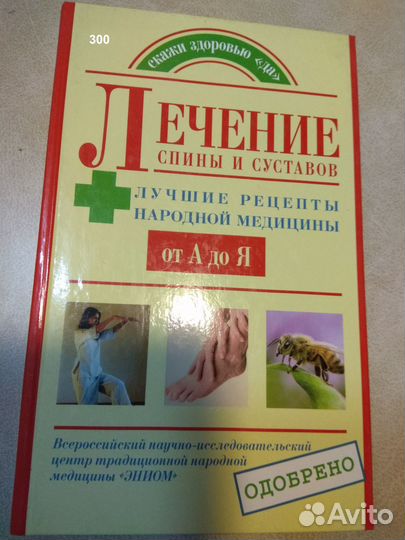 300
скажи здоровью «да»
ЛЕЧЕНИЕ
СПИНЫ И СУСТАВОВ
ЛУЧШИЕ РЕЦЕПТЫ
НАРОДНОЙ МЕДИЦИНЫ
от А до Я
Всероссийский научно-исследовательский
центр традиционной народной
медицины «ЭНИОМ»
ОДОБРЕНО
Avito